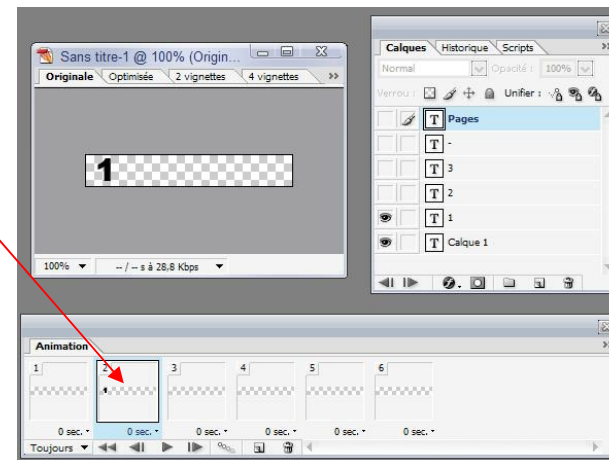 Sans titre-1 @ 100% (Origin...
Originale Optimisée 2 vignettes 4 vignettes >>
1
100% -- / -- s à 28,8 Kbps
Calques Historique Scripts >>
Normal Opacité : 100%
Verrou : Unifier :
T Pages
T -
T 3
T 2
T 1
T Calque 1
Animation
1 2 3 4 5 6
1
0 sec. 0 sec. 0 sec. 0 sec. 0 sec. 0 sec.
Toujours